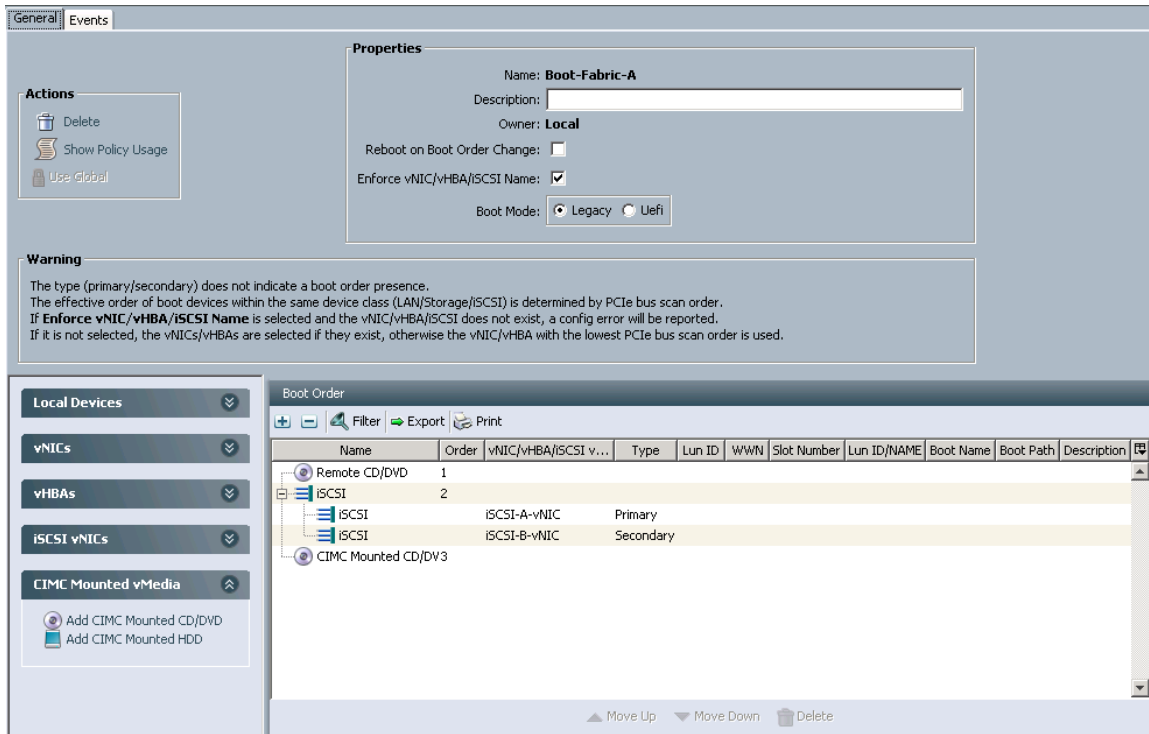 General Events
Properties
Name: Boot-Fabric-A
Actions
Description:
Delete
Owner: Local
Show Policy Usage
Reboot on Boot Order Change:
Use Global
Enforce vNIC/vHBA/iSCSI Name:
Boot Mode: Legacy Uefi
Warning
The type (primary/secondary) does not indicate a boot order presence.
The effective order of boot devices within the same device class (LAN/Storage/iSCSI) is determined by PCIe bus scan order.
If Enforce vNIC/vHBA/iSCSI Name is selected and the vNIC/vHBA/iSCSI does not exist, a config error will be reported.
If it is not selected, the vNICs/vHBAs are selected if they exist, otherwise the vNIC/vHBA with the lowest PCIe bus scan order is used.
Local Devices
vNICs
vHBAs
iSCSI vNICs
CIMC Mounted vMedia
Add CIMC Mounted CD/DVD
Add CIMC Mounted HDD
Boot Order
Filter Export Print
Name Order vNIC/vHBA/iSCSI v... Type Lun ID WWN Slot Number Lun ID/NAME Boot Name Boot Path Description
Remote CD/DVD 1
iSCSI 2
iSCSI iSCSI-A-vNIC Primary
iSCSI iSCSI-B-vNIC Secondary
CIMC Mounted CD/DV3
Move Up Move Down Delete